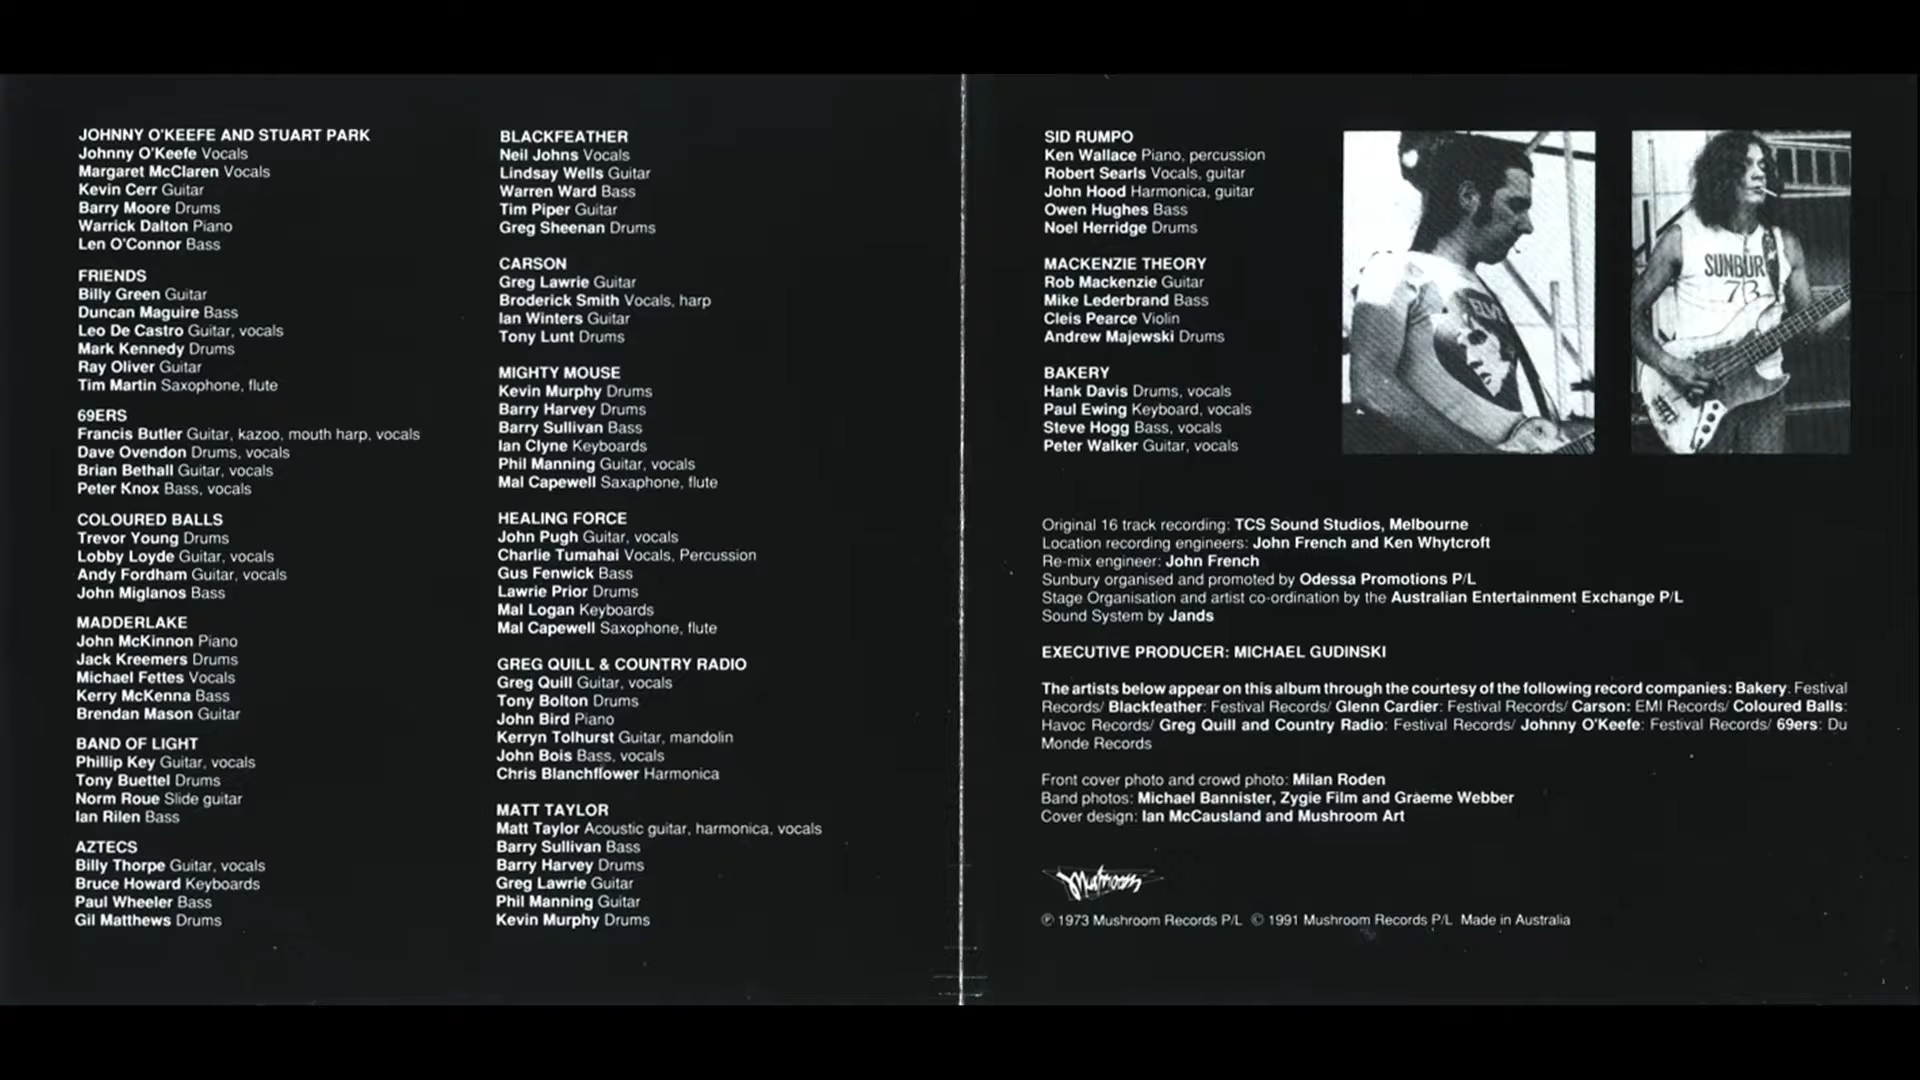 JOHNNY O'KEEFE AND STUART PARK
Johnny O'Keefe Vocals
Margaret McClaren Vocals
Kevin Cerr Guitar
Barry Moore Drums
Warrick Dalton Piano
Len O'Connor Bass
FRIENDS
Billy Green Guitar
Duncan Maguire Bass
Leo De Castro Guitar, vocals
Mark Kennedy Drums
Ray Oliver Guitar
Tim Martin Saxophone, flute
69ERS
Francis Butler Guitar, kazoo, mouth harp, vocals
Dave Ovendon Drums, vocals
Brian Bethall Guitar, vocals
Peter Knox Bass, vocals
COLOURED BALLS
Trevor Young Drums
Lobby Loyde Guitar, vocals
Andy Fordham Guitar, vocals
John Miglanos Bass
MADDERLAKE
John McKinnon Piano
Jack Kreemers Drums
Michael Fettes Vocals
Kerry McKenna Bass
Brendan Mason Guitar
BAND OF LIGHT
Phillip Key Guitar, vocals
Tony Buettel Drums
Norm Roue Slide guitar
Ian Rilen Bass
AZTECS
Billy Thorpe Guitar, vocals
Bruce Howard Keyboards
Paul Wheeler Bass
Gil Matthews Drums
BLACKFEATHER
Neil Johns Vocals
Lindsay Wells Guitar
Warren Ward Bass
Tim Piper Guitar
Greg Sheenan Drums
CARSON
Greg Lawrie Guitar
Broderick Smith Vocals, harp
Ian Winters Guitar
Tony Lunt Drums
MIGHTY MOUSE
Kevin Murphy Drums
Barry Harvey Drums
Barry Sullivan Bass
Ian Clyne Keyboards
Phil Manning Guitar, vocals
Mal Capewell Saxaphone, flute
HEALING FORCE
John Pugh Guitar, vocals
Charlie Tumahai Vocals, Percussion
Gus Fenwick Bass
Lawrie Prior Drums
Mal Logan Keyboards
Mal Capewell Saxophone, flute
GREG QUILL & COUNTRY RADIO
Greg Quill Guitar, vocals
Tony Bolton Drums
John Bird Piano
Kerryn Tolhurst Guitar, mandolin
John Bois Bass, vocals
Chris Blanchflower Harmonica
MATT TAYLOR
Matt Taylor Acoustic guitar, harmonica, vocals
Barry Sullivan Bass
Barry Harvey Drums
Greg Lawrie Guitar
Phil Manning Guitar
Kevin Murphy Drums
SID RUMPO
Ken Wallace Piano, percussion
Robert Searls Vocals, guitar
John Hood Harmonica, guitar
Owen Hughes Bass
Noel Herridge Drums
MACKENZIE THEORY
Rob Mackenzie Guitar
Mike Lederbrand Bass
Cleis Pearce Violin
Andrew Majewski Drums
BAKERY
Hank Davis Drums, vocals
Paul Ewing Keyboard, vocals
Steve Hogg Bass, vocals
Peter Walker Guitar, vocals
SUNBUR
73
Original 16 track recording: TCS Sound Studios, Melbourne
Location recording engineers: John French and Ken Whytcroft
Re-mix engineer: John French
Sunbury organised and promoted by Odessa Promotions P/L
Stage Organisation and artist co-ordination by the Australian Entertainment Exchange P/L
Sound System by Jands
EXECUTIVE PRODUCER: MICHAEL GUDINSKI
The artists below appear on this album through the courtesy of the following record companies: Bakery: Festival
Records/ Blackfeather: Festival Records/ Glenn Cardier: Festival Records/ Carson: EMI Records/ Coloured Balls:
Havoc Records/ Greg Quill and Country Radio: Festival Records/ Johnny O'Keefe: Festival Records/ 69ers: Du
Monde Records
Front cover photo and crowd photo: Milan Roden
Band photos: Michael Bannister, Zygie Film and Graeme Webber
Cover design: Ian McCausland and Mushroom Art
Mushroom
℗ 1973 Mushroom Records P/L © 1991 Mushroom Records P/L Made in Australia